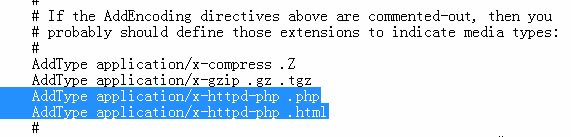 #
# If the AddEncoding directives above are commented-out, then you
# probably should define those extensions to indicate media types:
#
AddType application/x-compress .Z
AddType application/x-gzip .gz .tgz
AddType application/x-httpd-php .php
AddType application/x-httpd-php .html
#